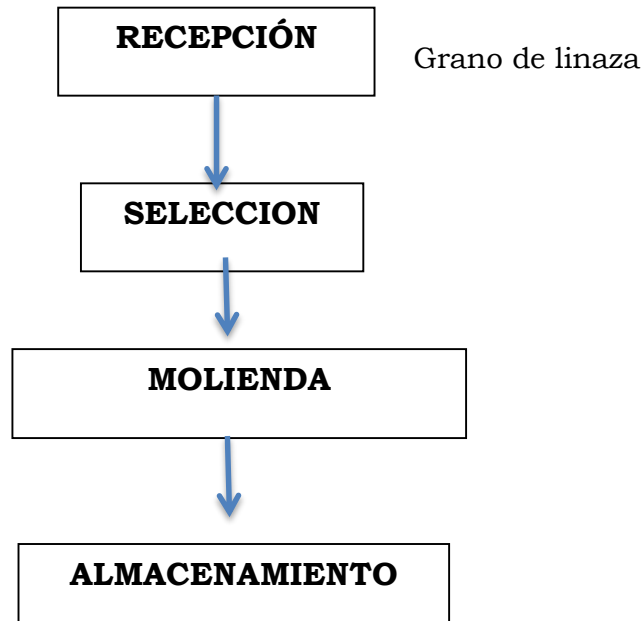 RECEPCIÓN
Grano de linaza
SELECCION
MOLIENDA
ALMACENAMIENTO